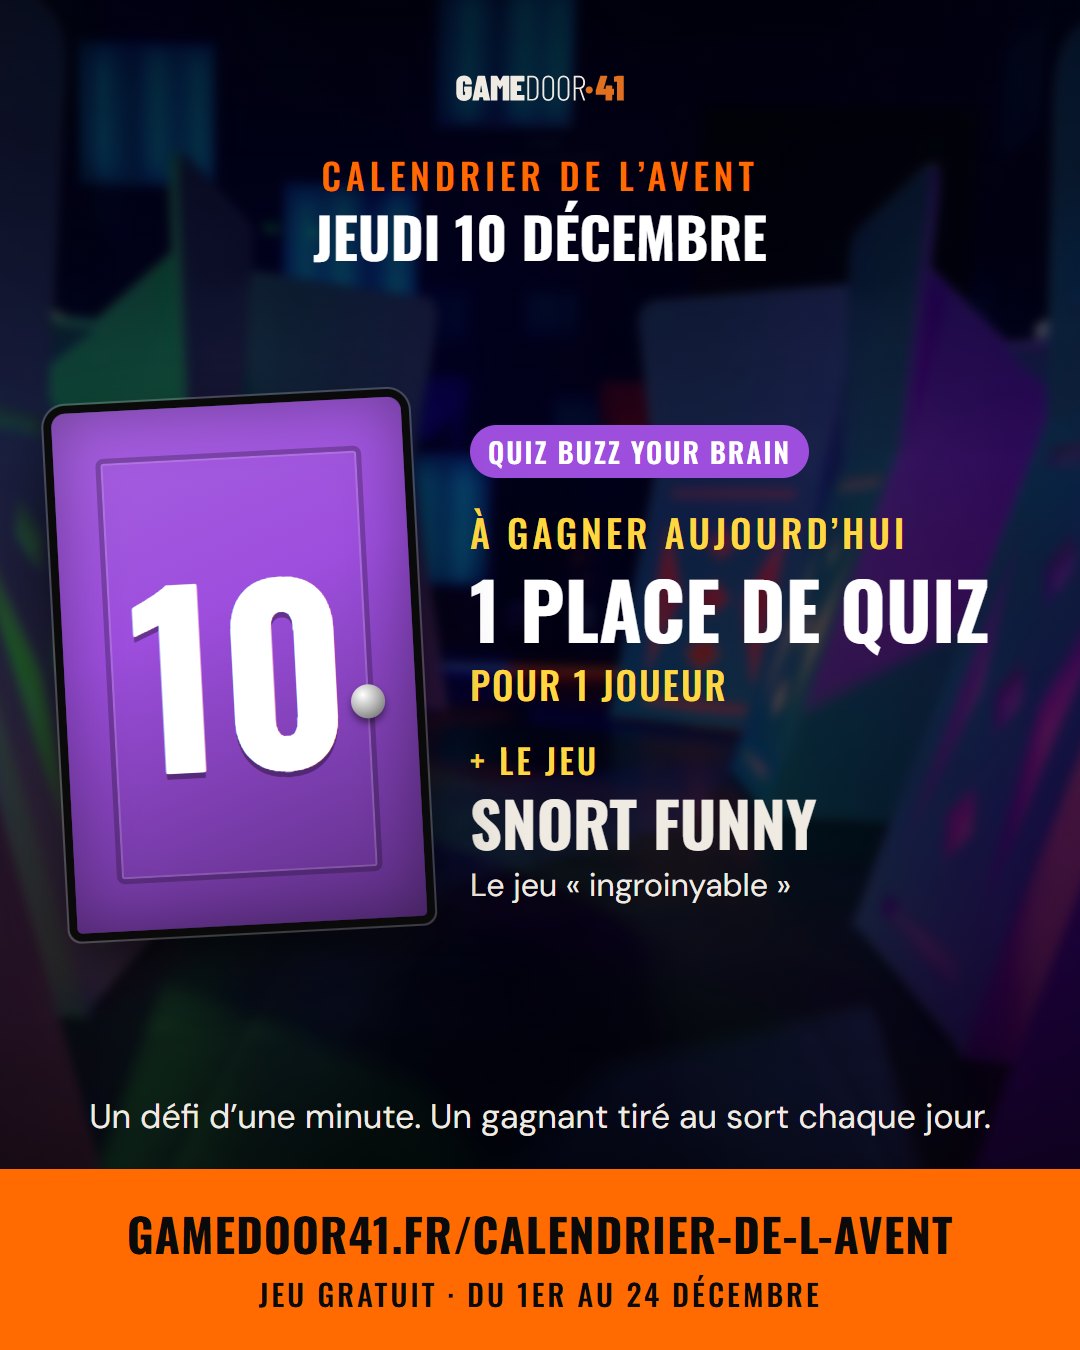 GAMEDOOR·41
CALENDRIER DE L’AVENT
JEUDI 10 DÉCEMBRE
10
QUIZ BUZZ YOUR BRAIN
À GAGNER AUJOURD’HUI
1 PLACE DE QUIZ
POUR 1 JOUEUR
+ LE JEU
SNORT FUNNY
Le jeu « ingroinyable »
Un défi d’une minute. Un gagnant tiré au sort chaque jour.
GAMEDOOR41.FR/CALENDRIER-DE-L-AVENT
JEU GRATUIT · DU 1ER AU 24 DÉCEMBRE